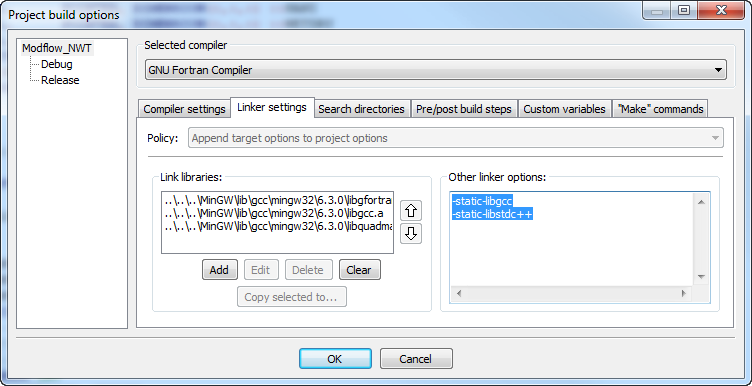 Project build options
Modflow_NWT
Debug
Release
Selected compiler
GNU Fortran Compiler
Compiler settings
Linker settings
Search directories
Pre/post build steps
Custom variables
"Make" commands
Policy:
Append target options to project options
Link libraries:
..\..\..\MinGW\lib\gcc\mingw32\6.3.0\libgfortra
..\..\..\MinGW\lib\gcc\mingw32\6.3.0\libgcc.a
..\..\..\MinGW\lib\gcc\mingw32\6.3.0\libquadma
Add
Edit
Delete
Clear
Copy selected to...
Other linker options:
-static-libgcc
-static-libstdc++
OK
Cancel